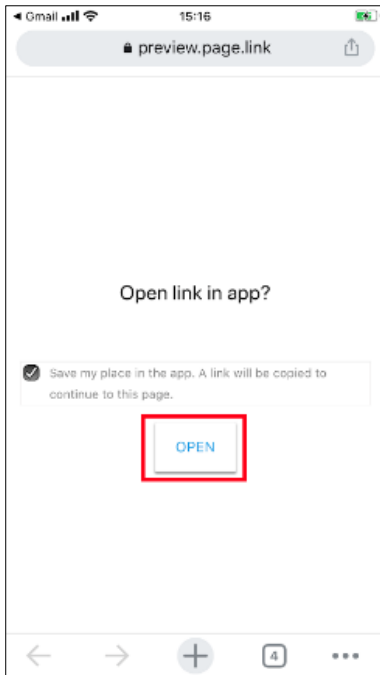 Gmail
15:16
preview.page.link
Open link in app?
Save my place in the app. A link will be copied to
continue to this page.
OPEN
4